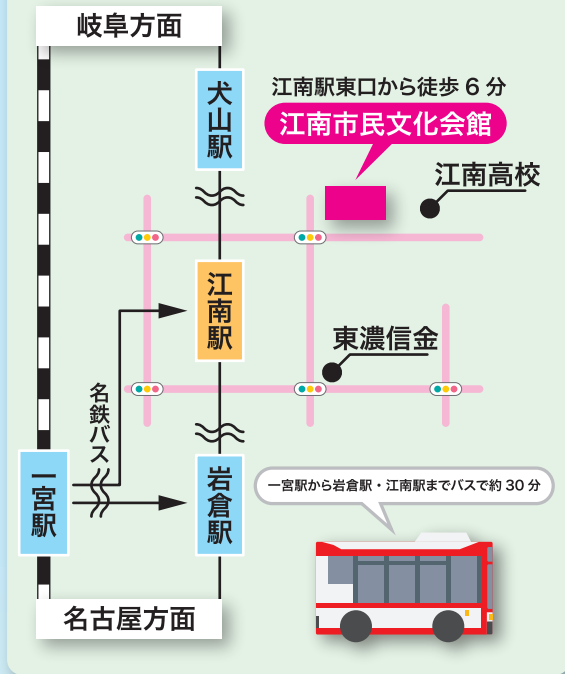 岐阜方面
犬山駅
江南駅東口から徒歩 6 分
江南市民文化会館
江南高校
江南駅
東濃信金
名鉄バス
一宮駅
岩倉駅
一宮駅から岩倉駅・江南駅までバスで約 30 分
名古屋方面